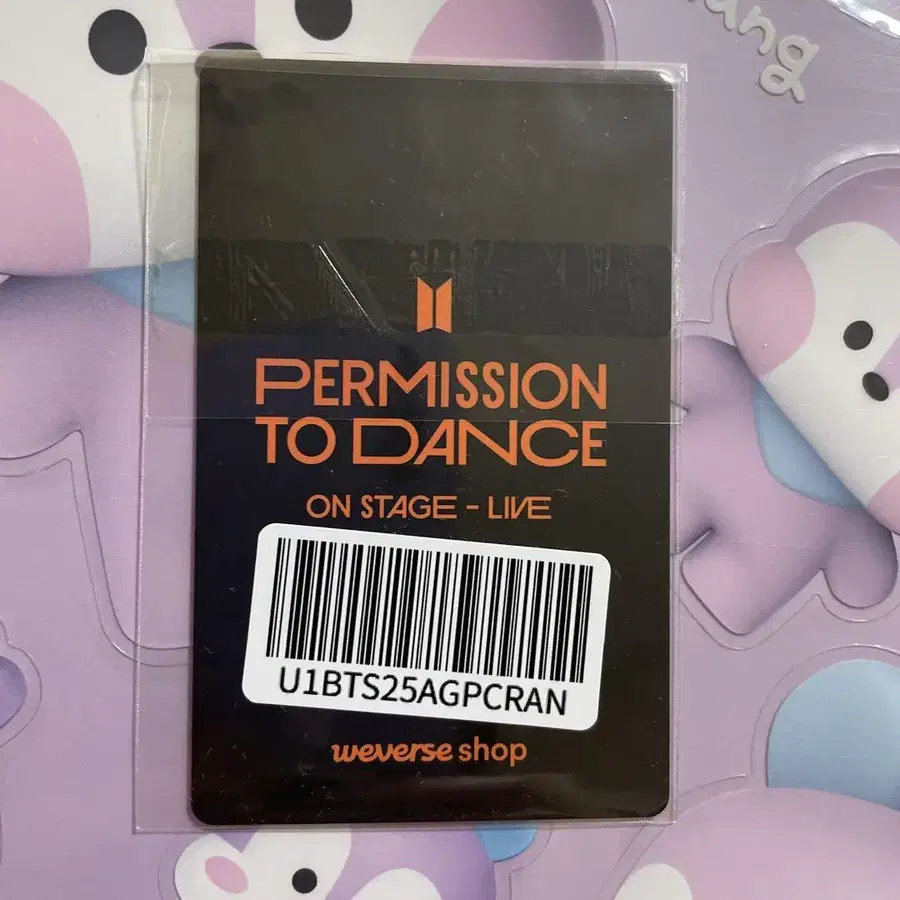 PERMISSION
TO DANCE
ON STAGE - LIVE
U1BTS25AGPCRAN
weverse shop